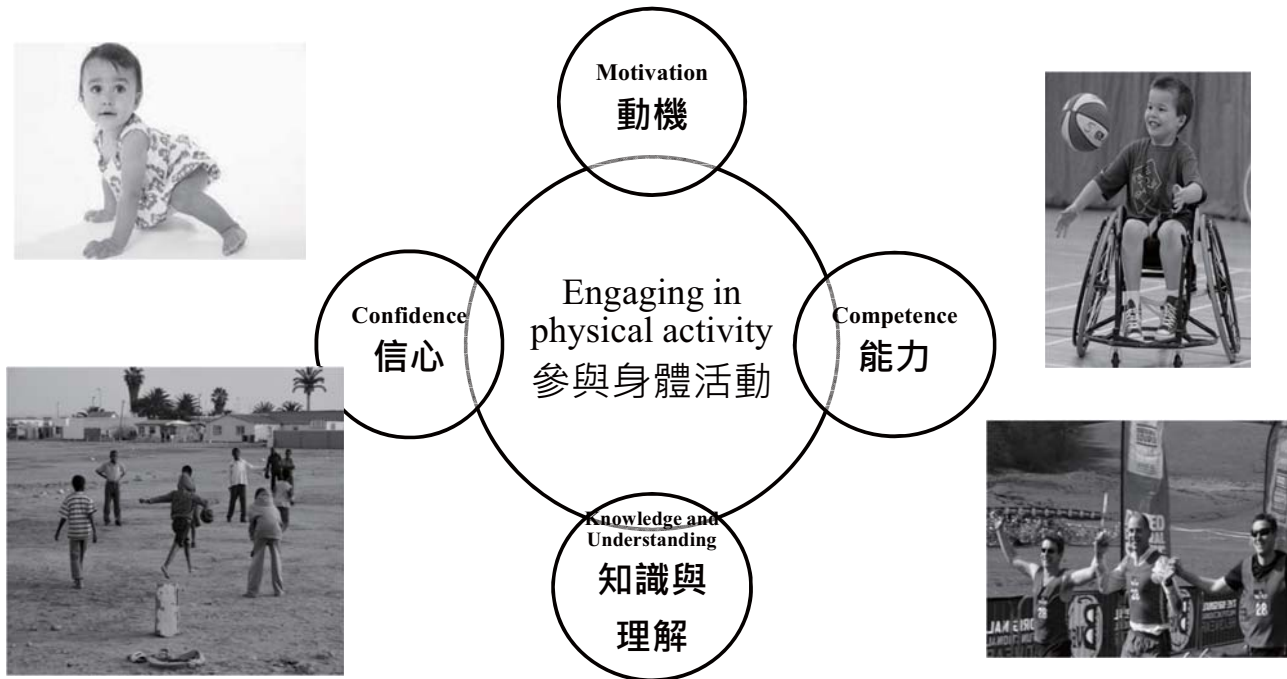 Motivation
動機
Confidence
信心
Engaging in
physical activity
參與身體活動
Competence
能力
Knowledge and
Understanding
知識與
理解
28